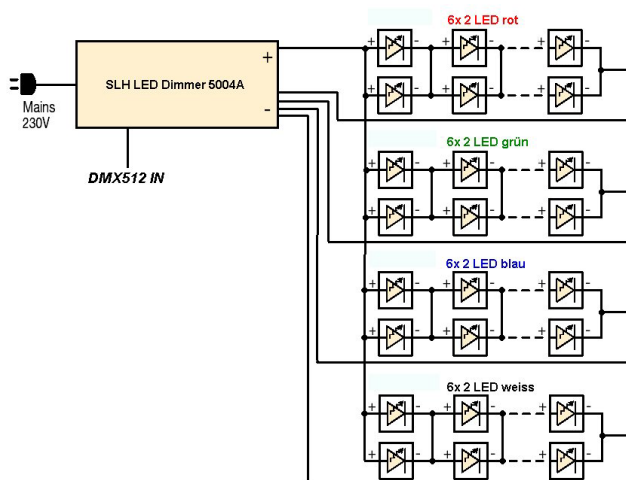 6x 2 LED rot
+ - + - + -
SLH LED Dimmer 5004A
+
-
Mains
230V
+ - + - + -
DMX512 IN
6x 2 LED grün
+ - + - + -
+ - + - + -
6x 2 LED blau
+ - + - + -
+ - + - + -
6x 2 LED weiss
+ - + - + -
+ - + - + -